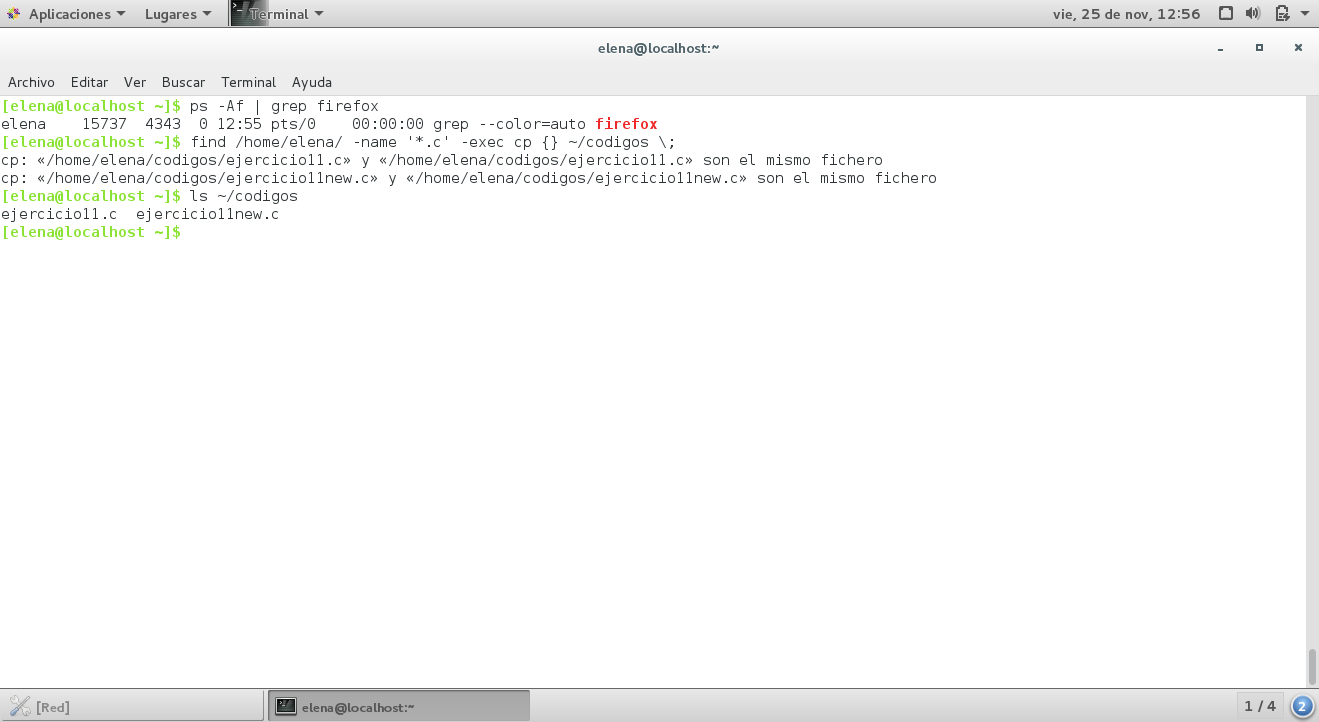 Aplicaciones Lugares Terminal vie, 25 de nov, 12:56
elena@localhost:~
Archivo Editar Ver Buscar Terminal Ayuda
[elena@localhost ~]$ ps -Af | grep firefox
elena    15737  4343  0 12:55 pts/0    00:00:00 grep --color=auto firefox
[elena@localhost ~]$ find /home/elena/ -name '*.c' -exec cp {} ~/codigos \;
cp: «/home/elena/codigos/ejercicio11.c» y «/home/elena/codigos/ejercicio11.c» son el mismo fichero
cp: «/home/elena/codigos/ejercicio11new.c» y «/home/elena/codigos/ejercicio11new.c» son el mismo fichero
[elena@localhost ~]$ ls ~/codigos
ejercicio11.c  ejercicio11new.c
[elena@localhost ~]$
[Red] elena@localhost:~ 1 / 4 2